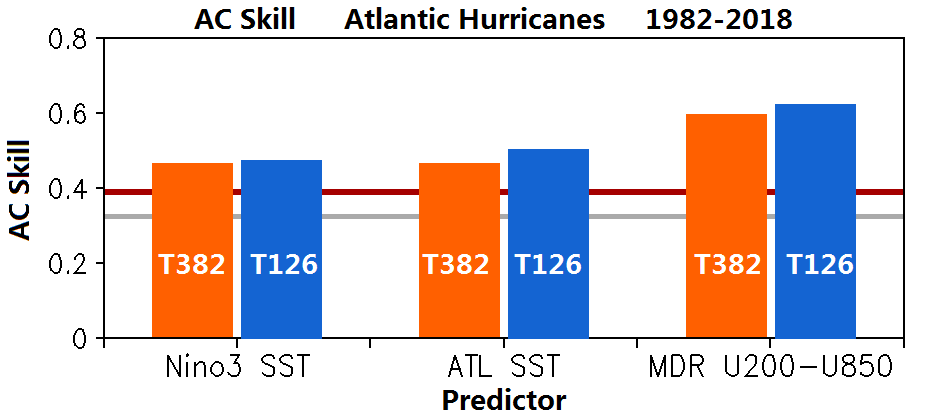 AC Skill Atlantic Hurricanes 1982-2018
0.8
0.6
0.4
0.2
0
AC Skill
T382 T126 T382 T126 T382 T126
Nino3 SST ATL SST MDR U200-U850
Predictor